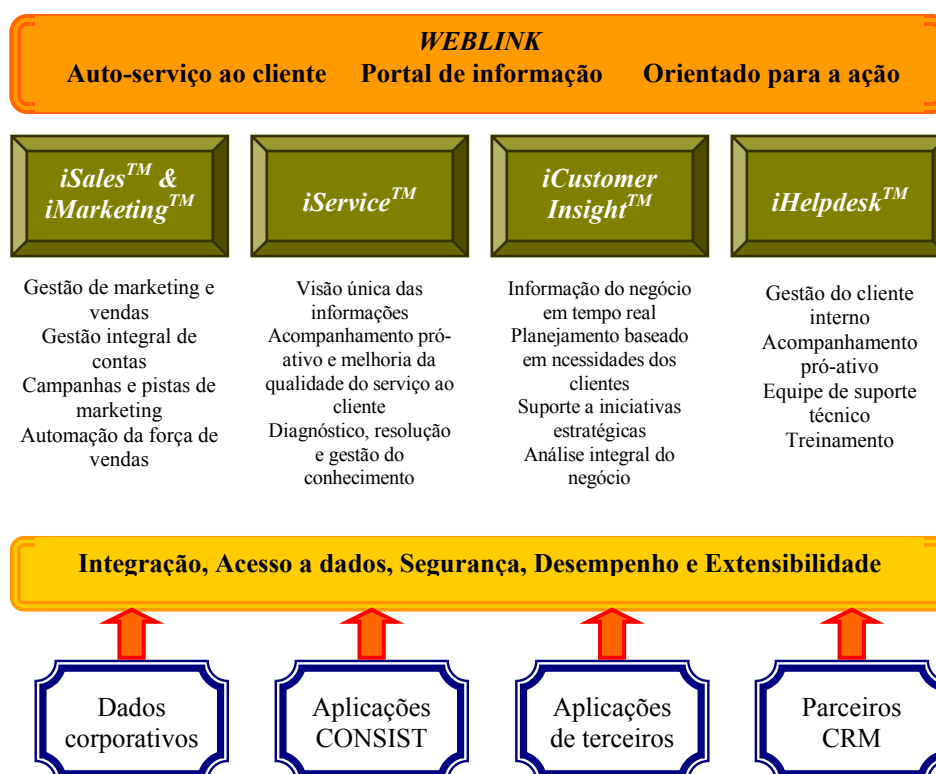 WEBLINK
Auto-serviço ao cliente Portal de informação Orientado para a ação
iSales™ &
iMarketing™
iService™
iCustomer
Insight™
iHelpdesk™
Gestão de marketing e
vendas
Gestão integral de
contas
Campanhas e pistas de
marketing
Automação da força de
vendas
Visão única das
informações
Acompanhamento pró-
ativo e melhoria da
qualidade do serviço ao
cliente
Diagnóstico, resolução
e gestão do
conhecimento
Informação do negócio
em tempo real
Planejamento baseado
em ncessidades dos
clientes
Suporte a iniciativas
estratégicas
Análise integral do
negócio
Gestão do cliente
interno
Acompanhamento
pró-ativo
Equipe de suporte
técnico
Treinamento
Integração, Acesso a dados, Segurança, Desempenho e Extensibilidade
Dados
corporativos
Aplicações
CONSIST
Aplicações
de terceiros
Parceiros
CRM